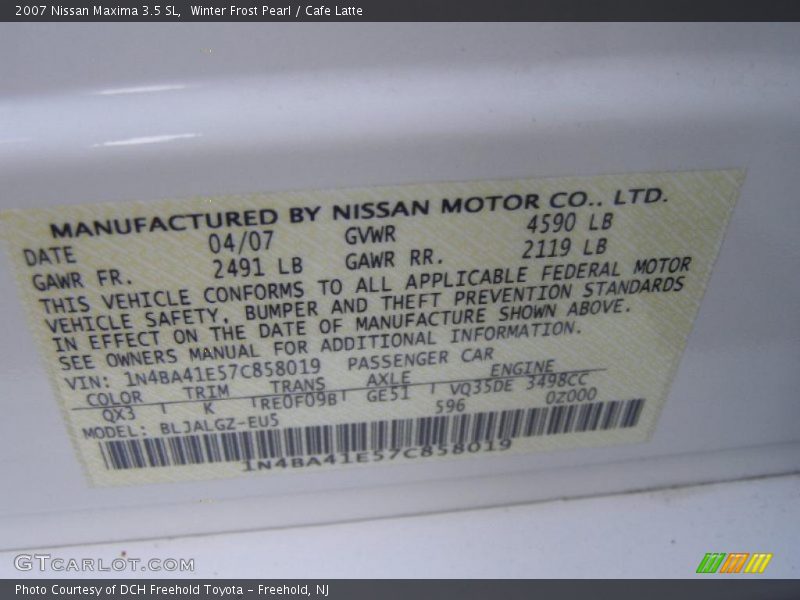 2007 Nissan Maxima 3.5 SL, Winter Frost Pearl / Cafe Latte
MANUFACTURED BY NISSAN MOTOR CO., LTD.
DATE 04/07 GVWR 4590 LB
GAWR FR. 2491 LB GAWR RR. 2119 LB
THIS VEHICLE CONFORMS TO ALL APPLICABLE FEDERAL MOTOR
VEHICLE SAFETY, BUMPER AND THEFT PREVENTION STANDARDS
IN EFFECT ON THE DATE OF MANUFACTURE SHOWN ABOVE.
SEE OWNERS MANUAL FOR ADDITIONAL INFORMATION.
VIN: 1N4BA41E57C858019 PASSENGER CAR
COLOR TRIM TRANS AXLE ENGINE
QX3 K RE0F09B GE51 VQ35DE 3498CC
MODEL: BLJALGZ-EU5 596 0Z000
1N4BA41E57C858019
GTCARLOT.COM
Photo Courtesy of DCH Freehold Toyota - Freehold, NJ